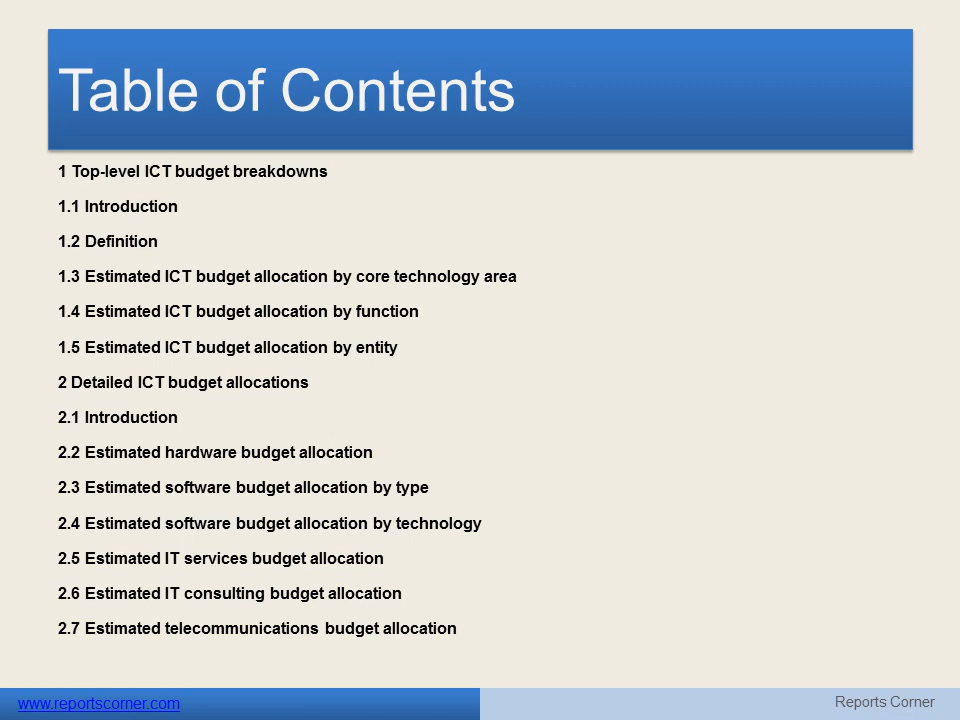 Table of Contents
1 Top-level ICT budget breakdowns
1.1 Introduction
1.2 Definition
1.3 Estimated ICT budget allocation by core technology area
1.4 Estimated ICT budget allocation by function
1.5 Estimated ICT budget allocation by entity
2 Detailed ICT budget allocations
2.1 Introduction
2.2 Estimated hardware budget allocation
2.3 Estimated software budget allocation by type
2.4 Estimated software budget allocation by technology
2.5 Estimated IT services budget allocation
2.6 Estimated IT consulting budget allocation
2.7 Estimated telecommunications budget allocation
www.reportscorner.com
Reports Corner